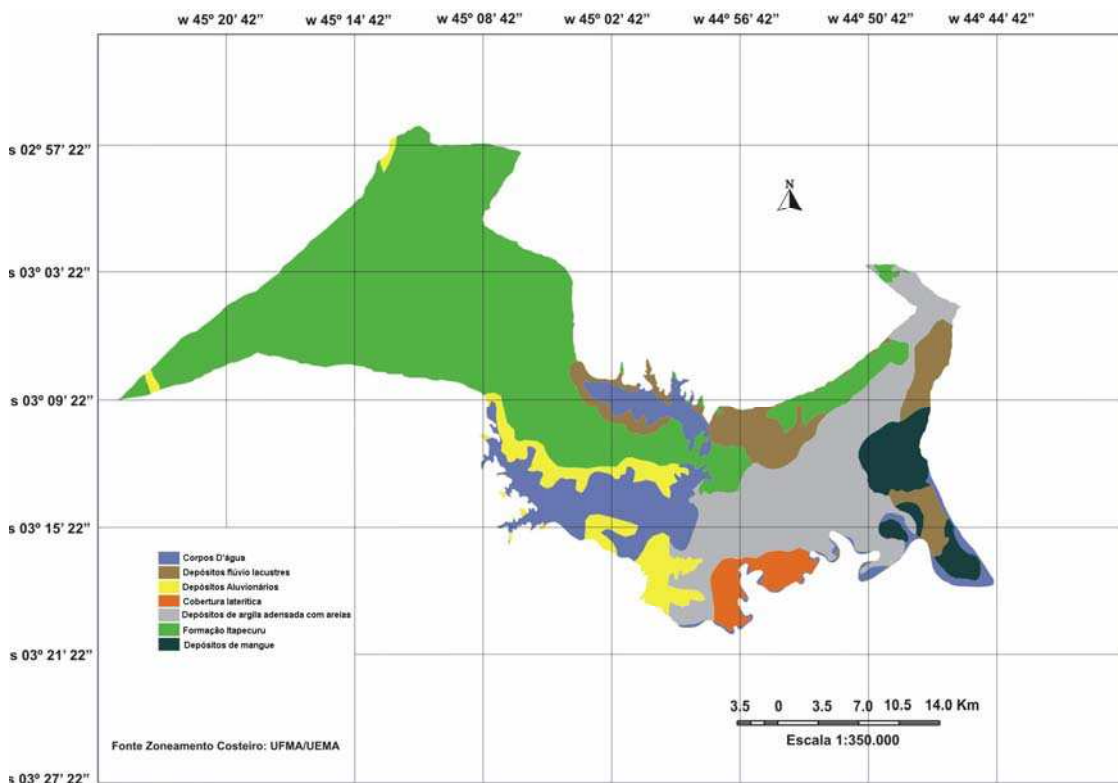 w 45º 20’ 42” w 45º 14’ 42” w 45º 08’ 42” w 45º 02’ 42” w 44º 56’ 42” w 44º 50’ 42” w 44º 44’ 42”
s 02º 57’ 22”
N
s 03º 03’ 22”
s 03º 09’ 22”
s 03º 15’ 22”
Corpos D'água
Depósitos flúvio lacustres
Depósitos Aluvionários
Cobertura laterítica
Depósitos de argila adensada com areias
Formação Itapecuru
Depósitos de mangue
s 03º 21’ 22”
3.5 0 3.5 7.0 10.5 14.0 Km
Escala 1:350.000
Fonte Zoneamento Costeiro: UFMA/UEMA
s 03º 27’ 22”